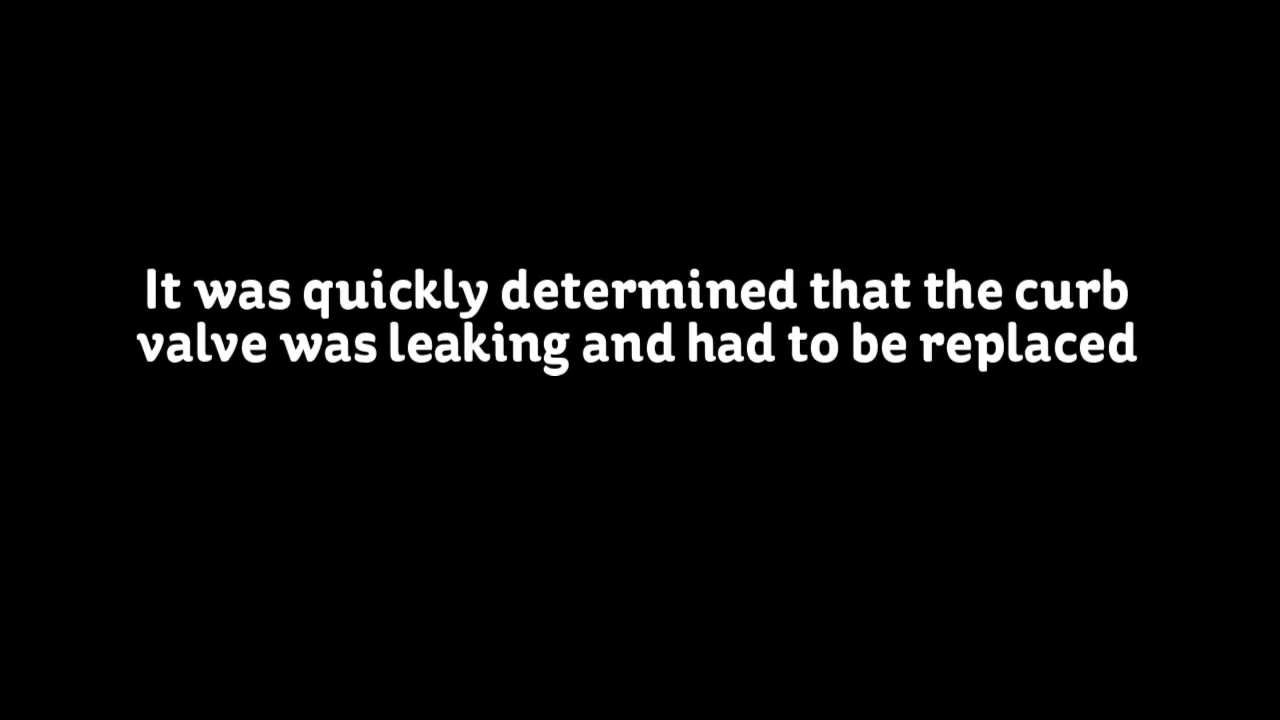 It was quickly determined that the curb
valve was leaking and had to be replaced